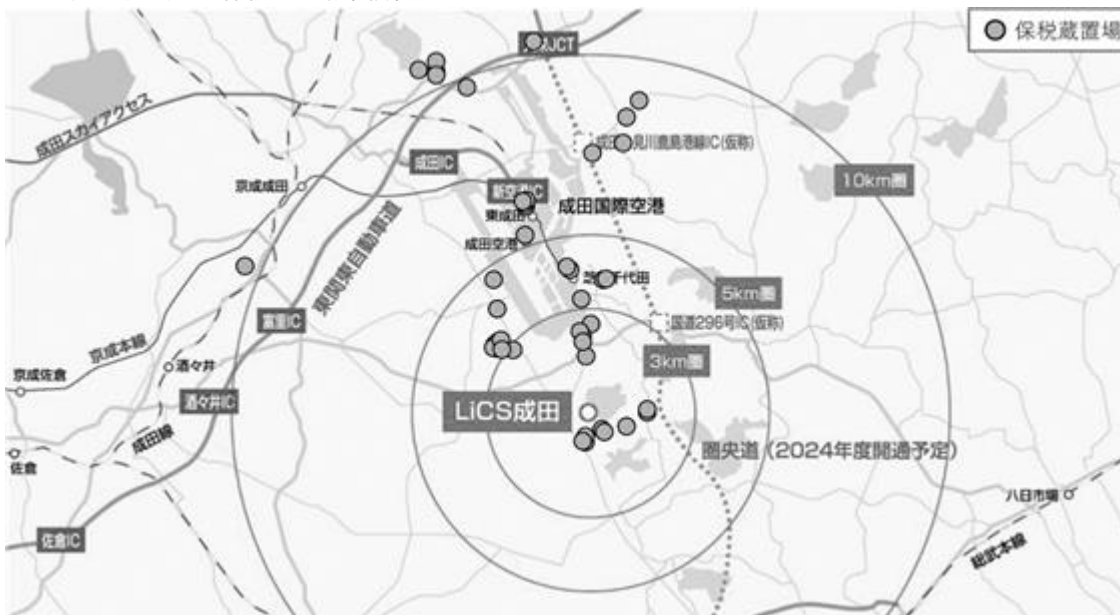 保税蔵置場
JCT
成田スカイアクセス
成田IC
京成成田
新空港IC
東成田
成田国際空港
成田空港
10km圏
東関東自動車道
5km圏
富里IC
国道296号IC(仮称)
京成本線
酒々井
京成佐倉
3km圏
酒々井IC
LiCS成田
成田線
佐倉
圏央道(2024年度開通予定)
八日市場
佐倉IC
総武本線